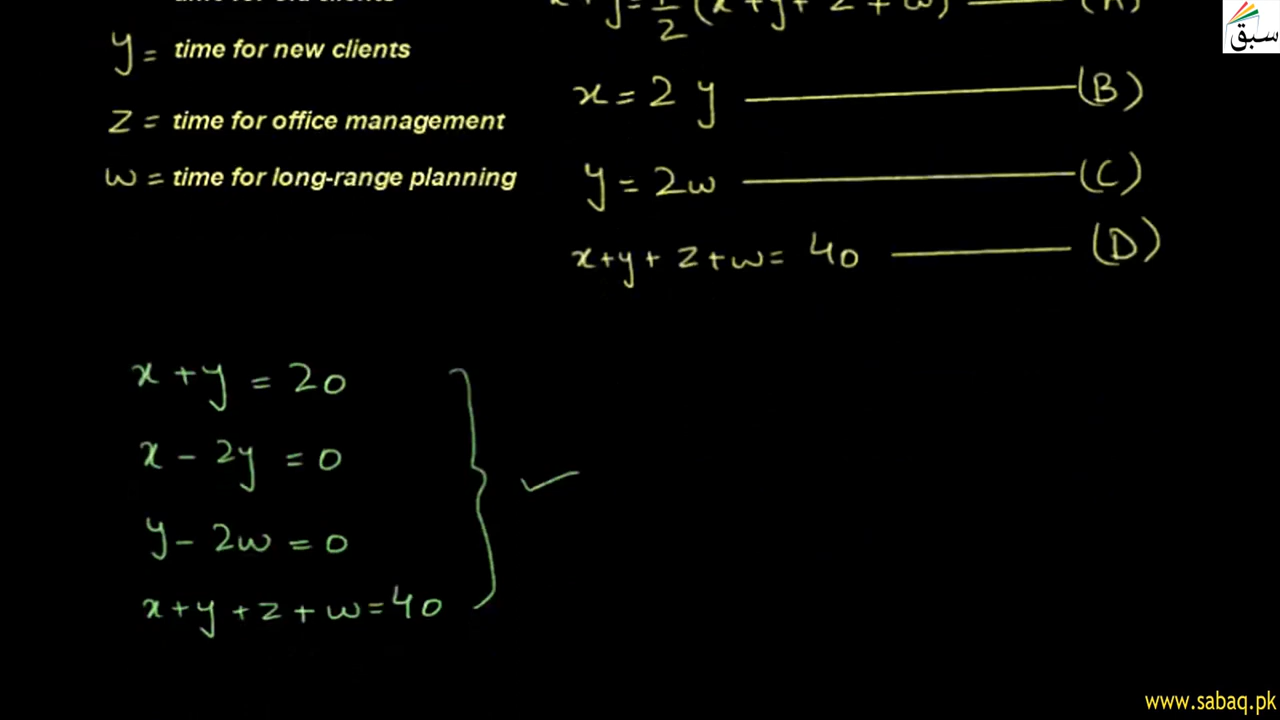 y = time for new clients
z = time for office management
w = time for long-range planning
x = 2y (B)
y = 2w (C)
x+y+z+w = 40 (D)
x+y = 20
x - 2y = 0
y - 2w = 0
x+y+z+w = 40
سبق
www.sabaq.pk